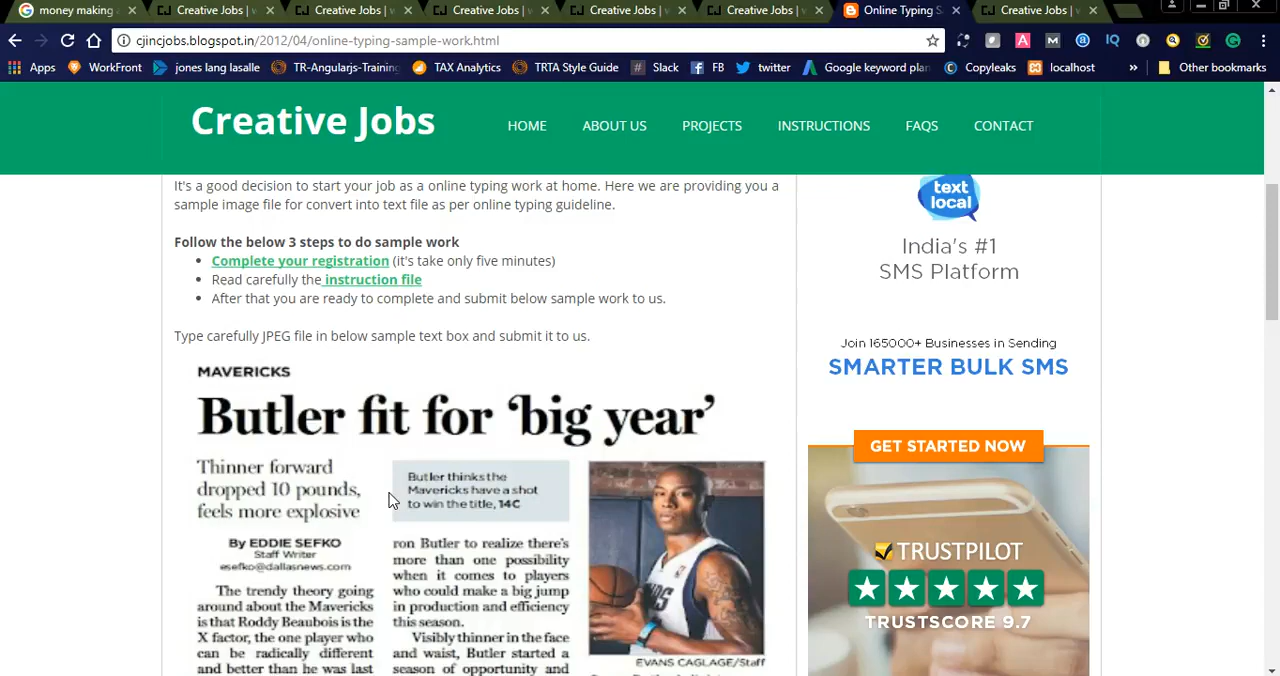 money making
Creative Jobs | v
Creative Jobs | v
Creative Jobs | v
Creative Jobs | v
Creative Jobs | v
Online Typing S
Creative Jobs | v
cjincjobs.blogspot.in/2012/04/online-typing-sample-work.html
Apps WorkFront jones lang lasalle TR-Angularjs-Training TAX Analytics TRTA Style Guide Slack FB twitter Google keyword plan Copyleaks localhost » Other bookmarks
Creative Jobs
HOME ABOUT US PROJECTS INSTRUCTIONS FAQS CONTACT
It's a good decision to start your job as a online typing work at home. Here we are providing you a
sample image file for convert into text file as per online typing guideline.
Follow the below 3 steps to do sample work
• Complete your registration (it's take only five minutes)
• Read carefully the instruction file
• After that you are ready to complete and submit below sample work to us.
Type carefully JPEG file in below sample text box and submit it to us.
MAVERICKS
Butler fit for ‘big year’
Thinner forward
dropped 10 pounds,
feels more explosive
By EDDIE SEFKO
Staff Writer
esefko@dallasnews.com
The trendy theory going
around about the Mavericks
is that Roddy Beaubois is the
X factor, the one player who
can be radically different
and better than he was last
Butler thinks the
Mavericks have a shot
to win the title, 14C
ron Butler to realize there's
more than one possibility
when it comes to players
who could make a big jump
in production and efficiency
this season.
Visibly thinner in the face
and waist, Butler started a
season of opportunity and
EVANS CAGLAGE/Staff
text
local
India's #1
SMS Platform
Join 165000+ Businesses in Sending
SMARTER BULK SMS
GET STARTED NOW
TRUSTPILOT
TRUSTSCORE 9.7